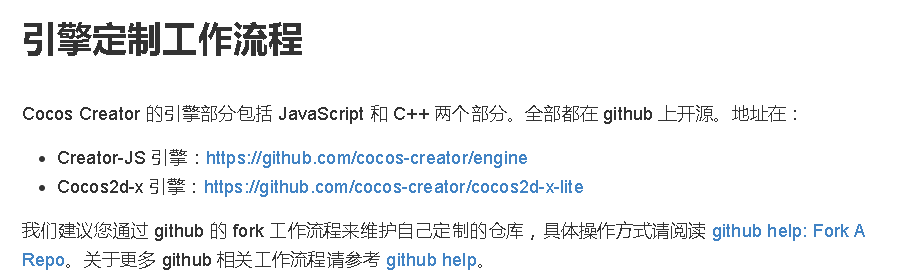 引擎定制工作流程
Cocos Creator 的引擎部分包括 JavaScript 和 C++ 两个部分。全部都在 github 上开源。地址在：
• Creator-JS 引擎：https://github.com/cocos-creator/engine
• Cocos2d-x 引擎：https://github.com/cocos-creator/cocos2d-x-lite
我们建议您通过 github 的 fork 工作流程来维护自己定制的仓库，具体操作方式请阅读 github help: Fork A
Repo。关于更多 github 相关工作流程请参考 github help。